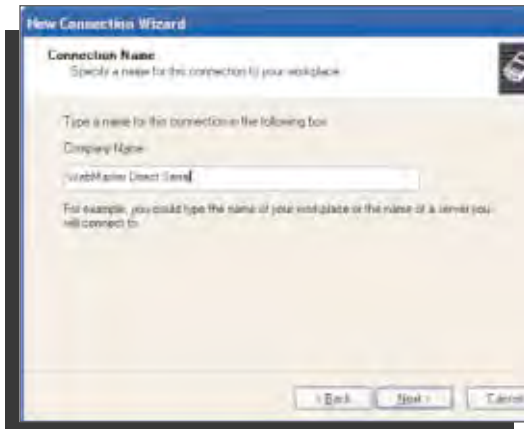 New Connection Wizard
Connection Name
Specify a name for this connection to your workplace.
Type a name for this connection in the following box.
Company Name
WebMaster Direct Serial
For example, you could type the name of your workplace or the name of a server you
will connect to.
< Back
Next >
Cancel